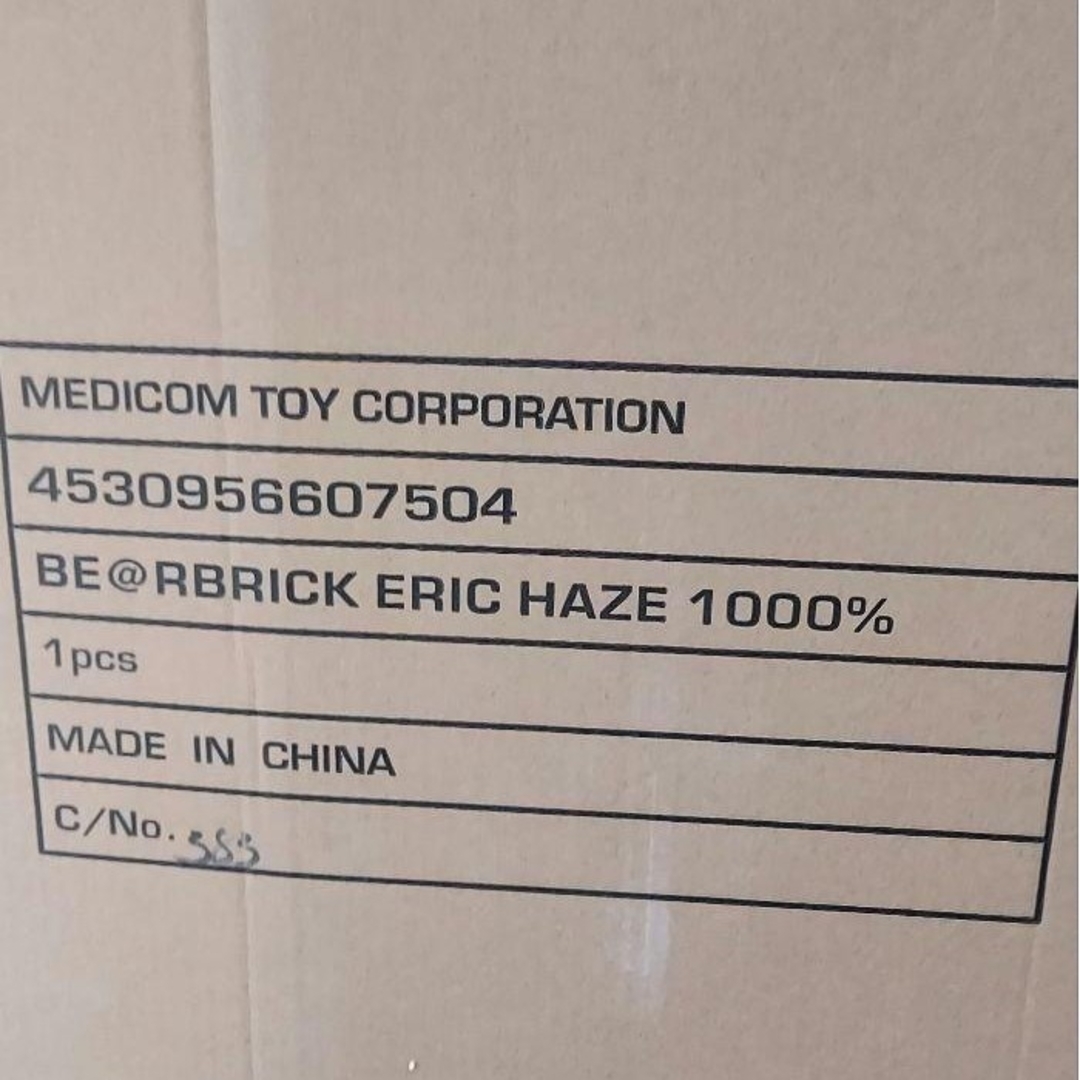 MEDICOM TOY CORPORATION
4530956607504
BE@RBRICK ERIC HAZE 1000%
1pcs
MADE IN CHINA
C/No.